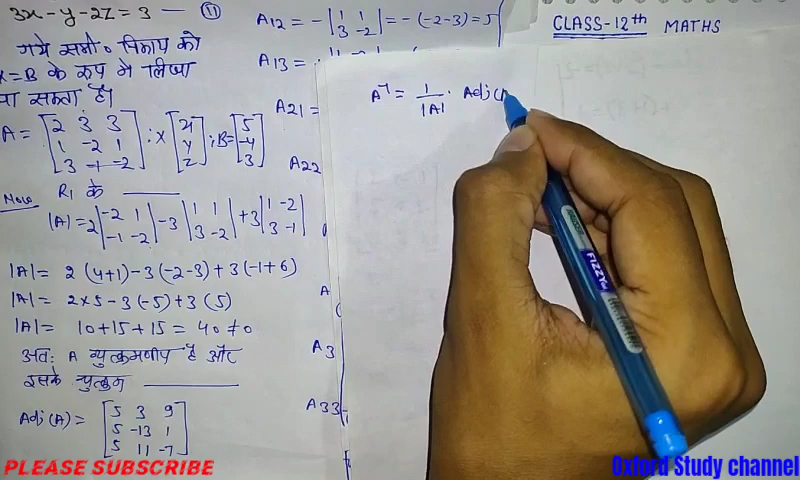 3x-y-2z=3 — (11)
गये समी० निकाय को
X=B के रूप में लिखा
जा सकता है।
A = [2 3 3 ; X [x ; B= [5
1 -2 1 y -4
3 -1 -2] z] 3]
Now R1 के ———
|A|= 2|-2 1 |-3|1 1 |+3|1 -2|
|-1 -2| |3 -2| |3 -1|
|A|= 2(4+1)-3(-2-3)+3(-1+6)
|A|= 2x5-3(-5)+3(5)
|A|= 10+15+15 = 40 ≠0
अतः A व्युत्क्रमणीय है और
इसके व्युत्क्रम ———
Adj(A)= [5 3 9
5 -13 1
5 11 -7]
A12 = -|1 1 |= -(-2-3)=5
|3 -2|
A13 =
A21 =
A22
A
A3
A33
CLASS-12th MATHS
A⁻¹ = 1/|A| . Adj(A
PLEASE SUBSCRIBE
Oxford Study channel